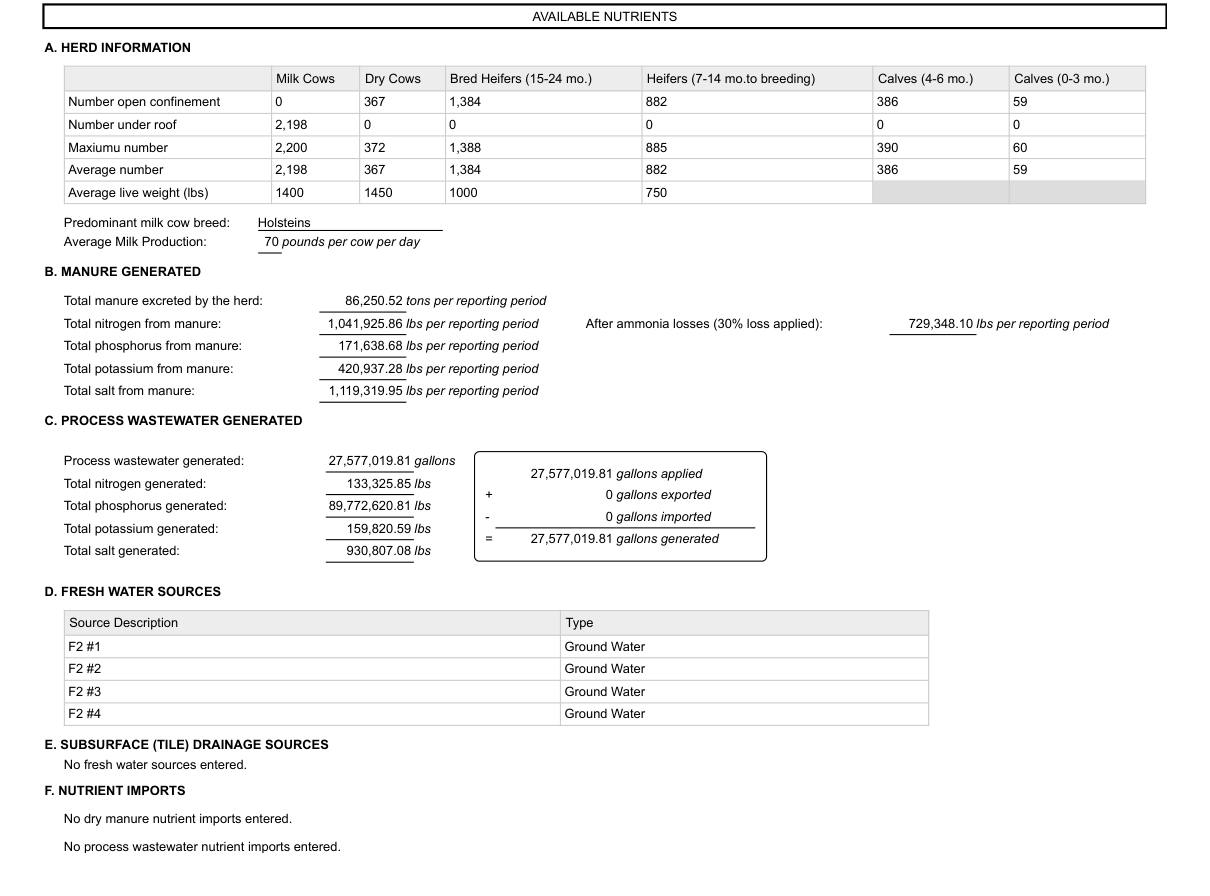 AVAILABLE NUTRIENTS
A. HERD INFORMATION
Milk Cows Dry Cows Bred Heifers (15-24 mo.) Heifers (7-14 mo.to breeding) Calves (4-6 mo.) Calves (0-3 mo.)
Number open confinement 0 367 1,384 882 386 59
Number under roof 2,198 0 0 0 0 0
Maxiumu number 2,200 372 1,388 885 390 60
Average number 2,198 367 1,384 882 386 59
Average live weight (lbs) 1400 1450 1000 750
Predominant milk cow breed: Holsteins
Average Milk Production: 70 pounds per cow per day
B. MANURE GENERATED
Total manure excreted by the herd: 86,250.52 tons per reporting period
Total nitrogen from manure: 1,041,925.86 lbs per reporting period After ammonia losses (30% loss applied): 729,348.10 lbs per reporting period
Total phosphorus from manure: 171,638.68 lbs per reporting period
Total potassium from manure: 420,937.28 lbs per reporting period
Total salt from manure: 1,119,319.95 lbs per reporting period
C. PROCESS WASTEWATER GENERATED
Process wastewater generated: 27,577,019.81 gallons
Total nitrogen generated: 133,325.85 lbs
Total phosphorus generated: 89,772,620.81 lbs
Total potassium generated: 159,820.59 lbs
Total salt generated: 930,807.08 lbs
27,577,019.81 gallons applied
+ 0 gallons exported
- 0 gallons imported
= 27,577,019.81 gallons generated
D. FRESH WATER SOURCES
Source Description Type
F2 #1 Ground Water
F2 #2 Ground Water
F2 #3 Ground Water
F2 #4 Ground Water
E. SUBSURFACE (TILE) DRAINAGE SOURCES
No fresh water sources entered.
F. NUTRIENT IMPORTS
No dry manure nutrient imports entered.
No process wastewater nutrient imports entered.